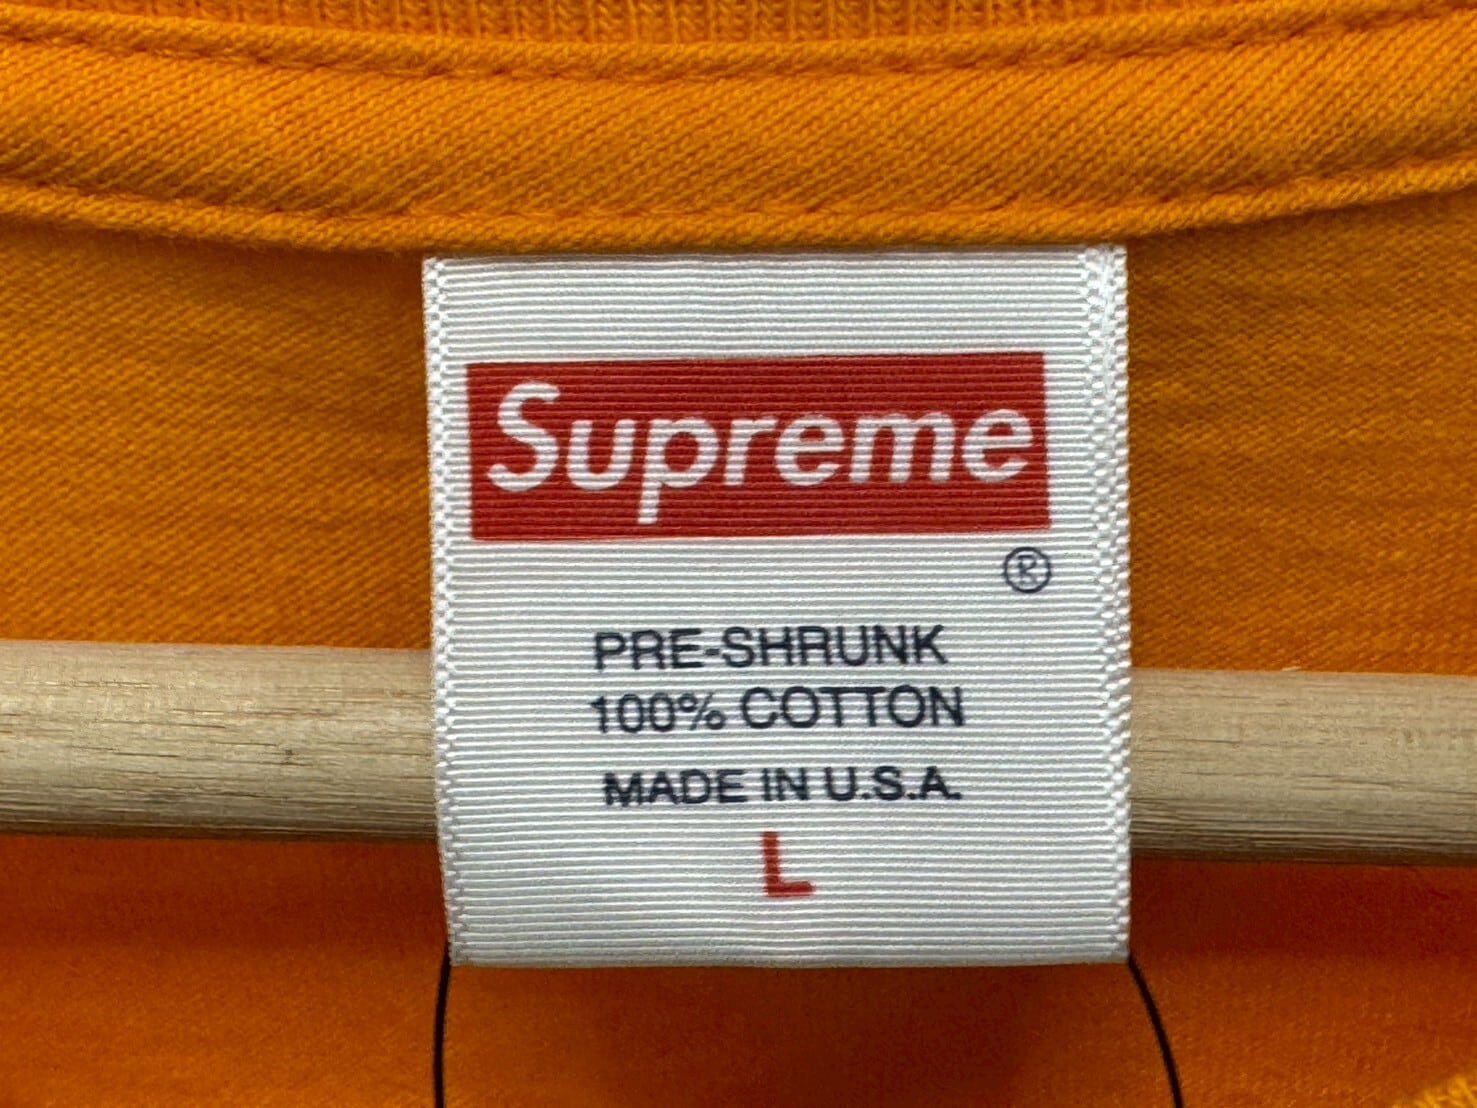 Supreme
®
PRE-SHRUNK
100% COTTON
MADE IN U.S.A.
L